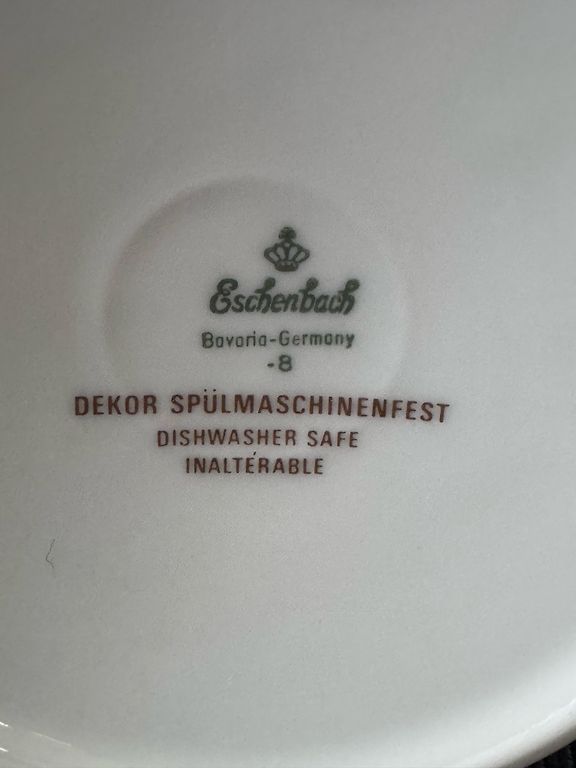 Eschenbach
Bavaria-Germany
-8
DEKOR SPÜLMASCHINENFEST
DISHWASHER SAFE
INALTÉRABLE